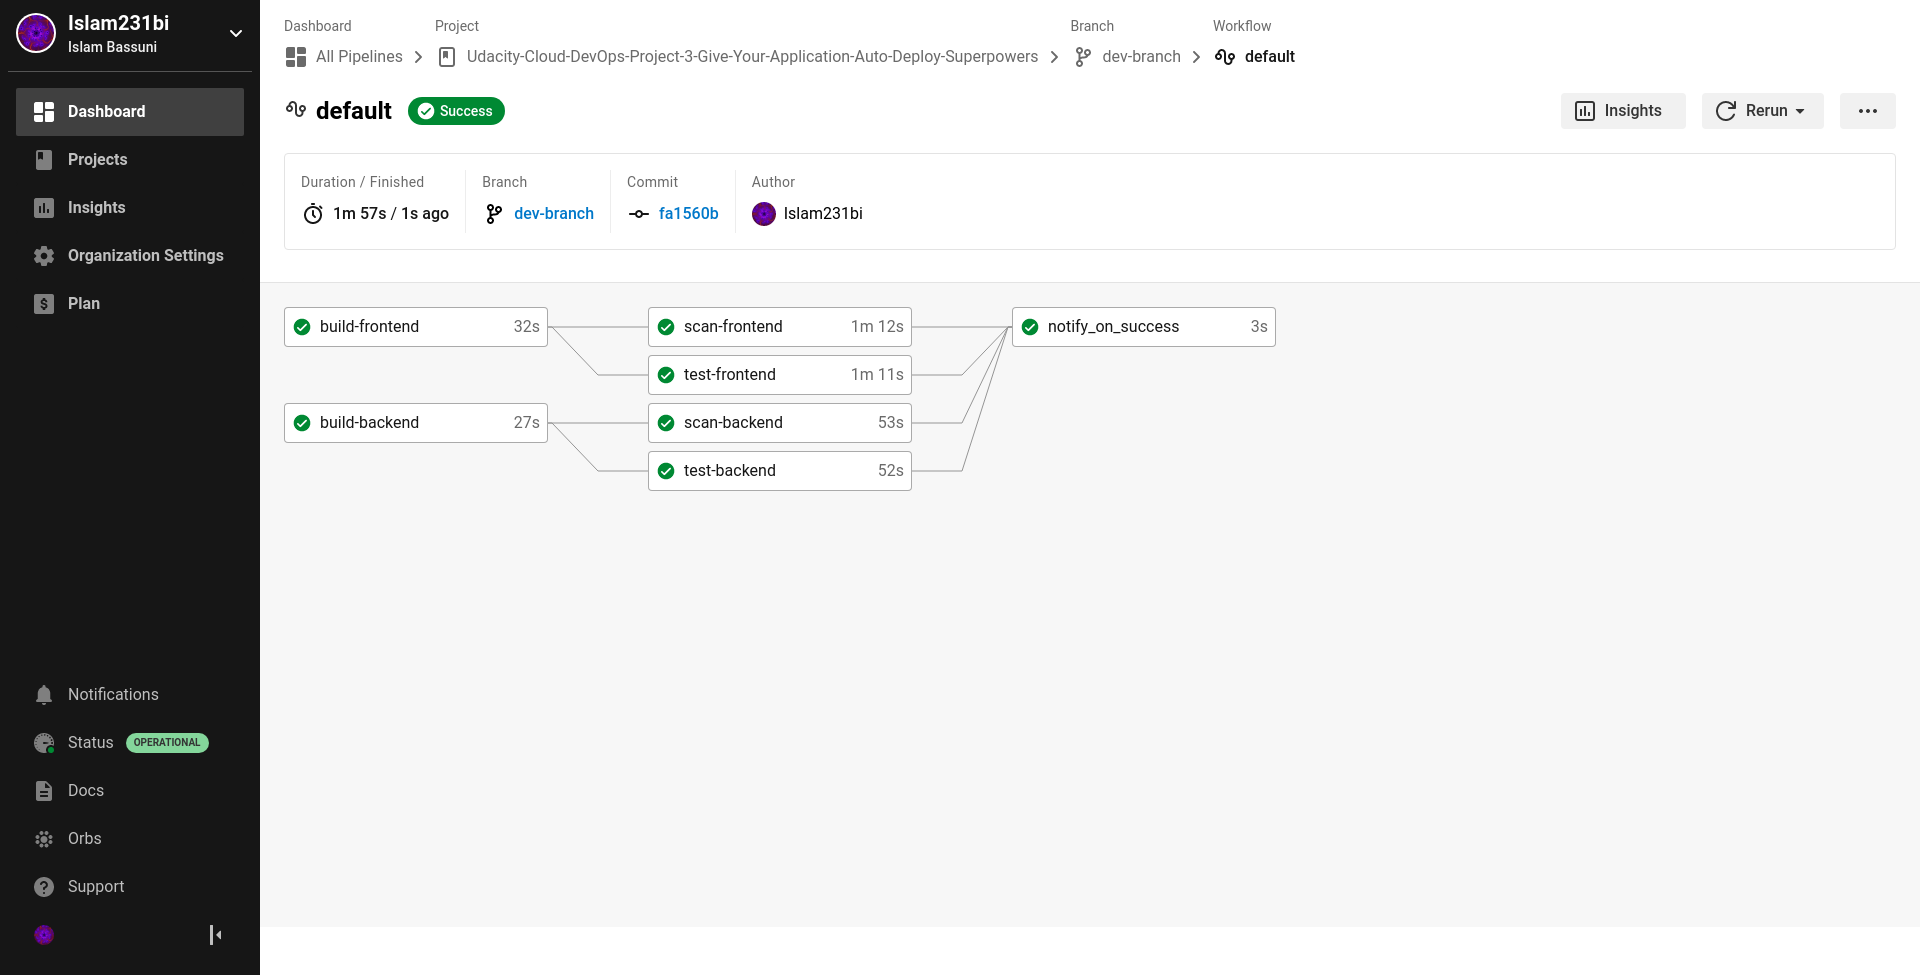 Islam231bi
Islam Bassuni
Dashboard
Projects
Insights
Organization Settings
Plan
Notifications
Status OPERATIONAL
Docs
Orbs
Support
Dashboard Project Branch Workflow
All Pipelines Udacity-Cloud-DevOps-Project-3-Give-Your-Application-Auto-Deploy-Superpowers dev-branch default
default Success Insights Rerun
Duration / Finished Branch Commit Author
1m 57s / 1s ago dev-branch fa1560b Islam231bi
build-frontend 32s scan-frontend 1m 12s notify_on_success 3s
test-frontend 1m 11s
build-backend 27s scan-backend 53s
test-backend 52s